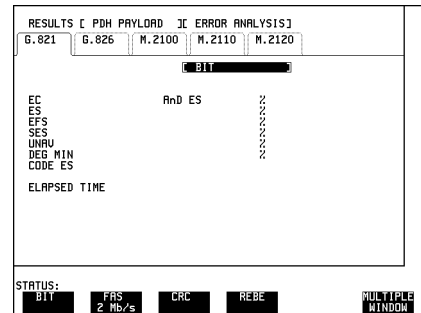 RESULTS [ PDH PAYLOAD ][ ERROR ANALYSIS]
G.821 G.826 M.2100 M.2110 M.2120
[ BIT ]
EC AnD ES %
ES %
EFS %
SES %
UNAV %
DEG MIN %
CODE ES
ELAPSED TIME
STATUS:
BIT FAS CRC REBE MULTIPLE
2 Mb/s WINDOW